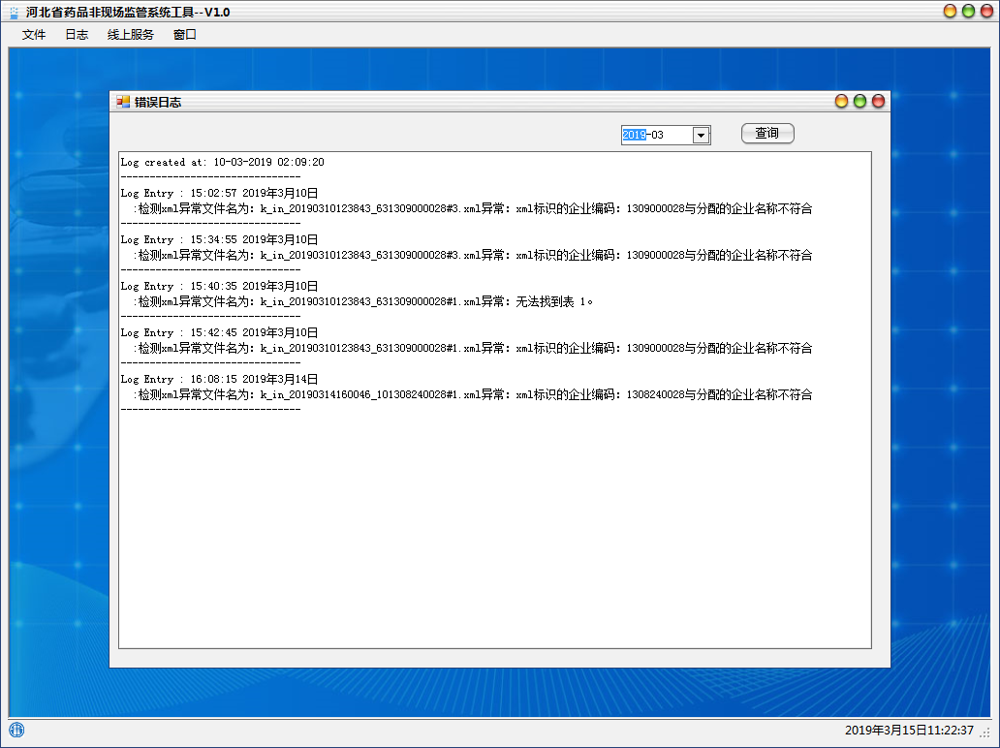 河北省药品非现场监管系统工具--V1.0
文件 日志 线上服务 窗口
错误日志
2019-03 查询
Log created at: 10-03-2019 02:09:20
-------------------------------
Log Entry : 15:02:57 2019年3月10日
:检测xml异常文件名为: k_in_20190310123843_631309000028#3.xml异常: xml标识的企业编码: 1309000028与分配的企业名称不符合
-------------------------------
Log Entry : 15:34:55 2019年3月10日
:检测xml异常文件名为: k_in_20190310123843_631309000028#3.xml异常: xml标识的企业编码: 1309000028与分配的企业名称不符合
-------------------------------
Log Entry : 15:40:35 2019年3月10日
:检测xml异常文件名为: k_in_20190310123843_631309000028#1.xml异常: 无法找到表 1。
-------------------------------
Log Entry : 15:42:45 2019年3月10日
:检测xml异常文件名为: k_in_20190310123843_631309000028#1.xml异常: xml标识的企业编码: 1309000028与分配的企业名称不符合
-------------------------------
Log Entry : 16:08:15 2019年3月14日
:检测xml异常文件名为: k_in_20190314160046_101308240028#1.xml异常: xml标识的企业编码: 1308240028与分配的企业名称不符合
-------------------------------
2019年3月15日11:22:37